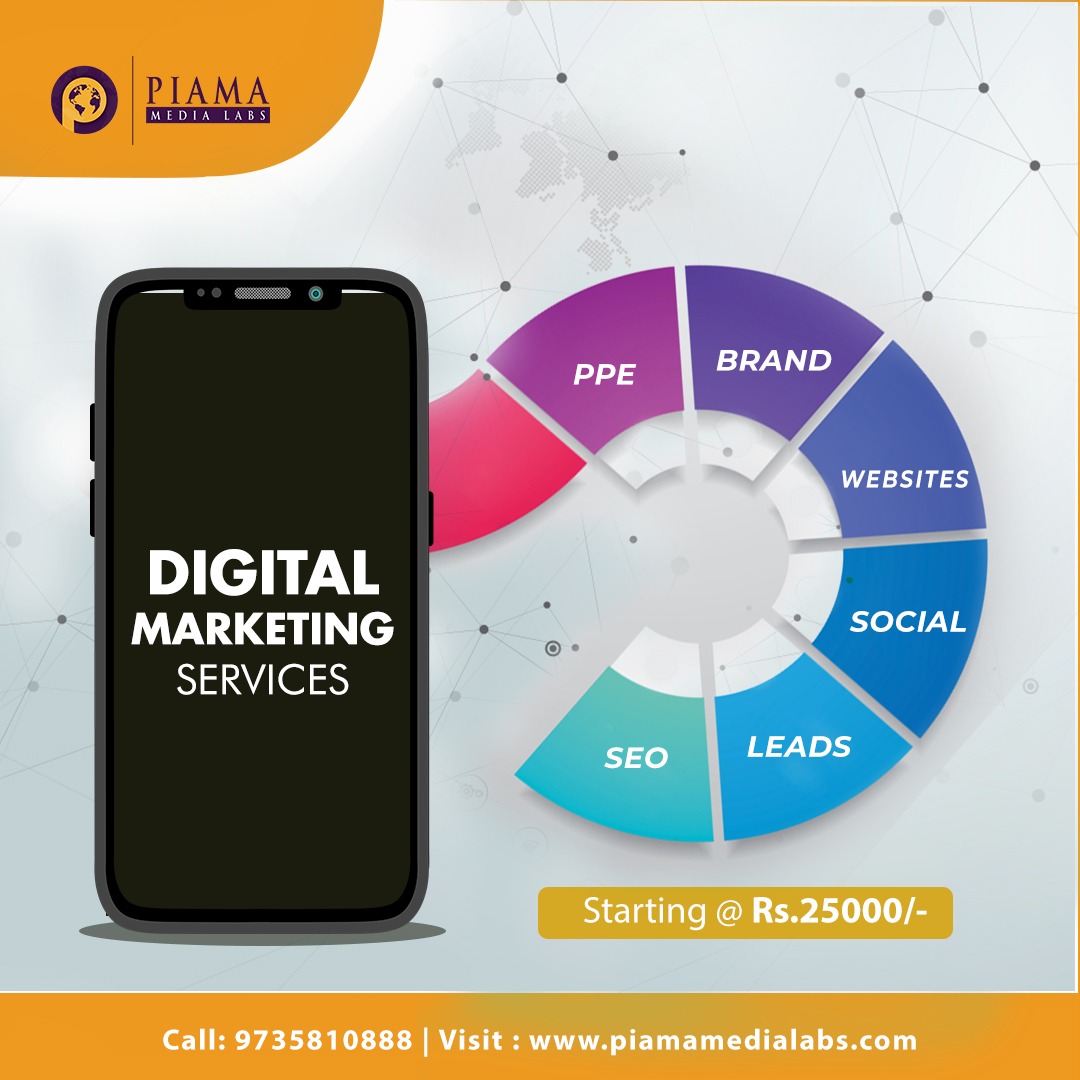 PIAMA
MEDIA LABS
PPE
BRAND
WEBSITES
SOCIAL
LEADS
SEO
DIGITAL
MARKETING
SERVICES
Starting @ Rs.25000/-
Call: 9735810888 | Visit : www.piamamedialabs.com